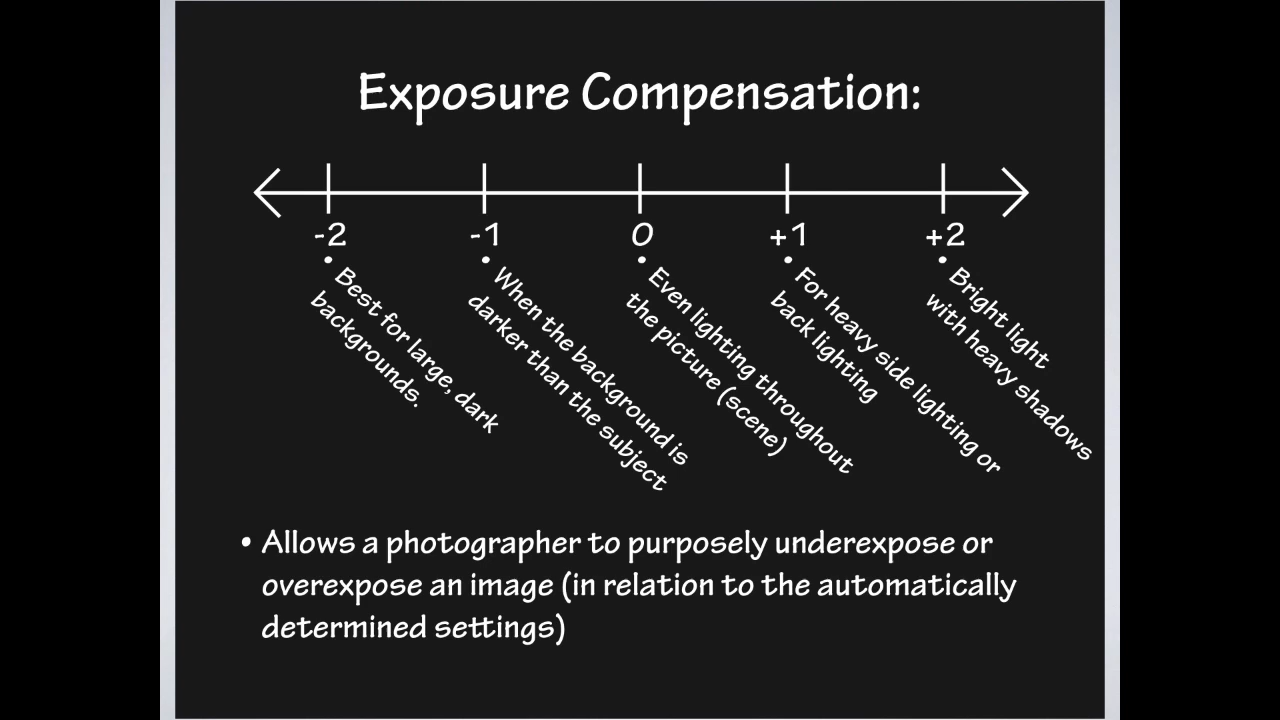 Exposure Compensation:
-2 -1 0 +1 +2
• Best for large, dark
backgrounds.
• When the background is
darker than the subject
• Even lighting throughout
the picture (scene)
• For heavy side lighting or
back lighting
• Bright light
with heavy shadows
• Allows a photographer to purposely underexpose or
overexpose an image (in relation to the automatically
determined settings)